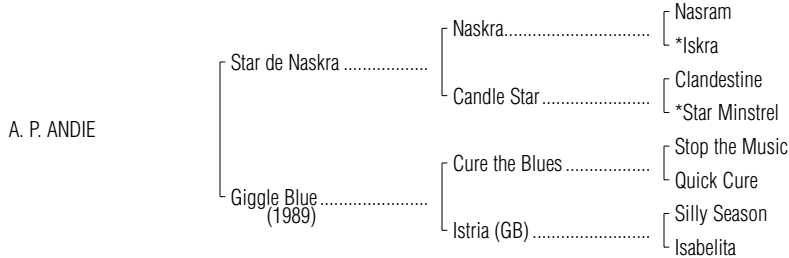 Nasram
Naskra..................................
*Iskra
Star de Naskra ...................
Clandestine
Candle Star.........................
*Star Minstrel
A. P. ANDIE
Stop the Music
Cure the Blues ...................
Quick Cure
Giggle Blue........................
(1989)
Silly Season
Istria (GB) ...........................
Isabelita